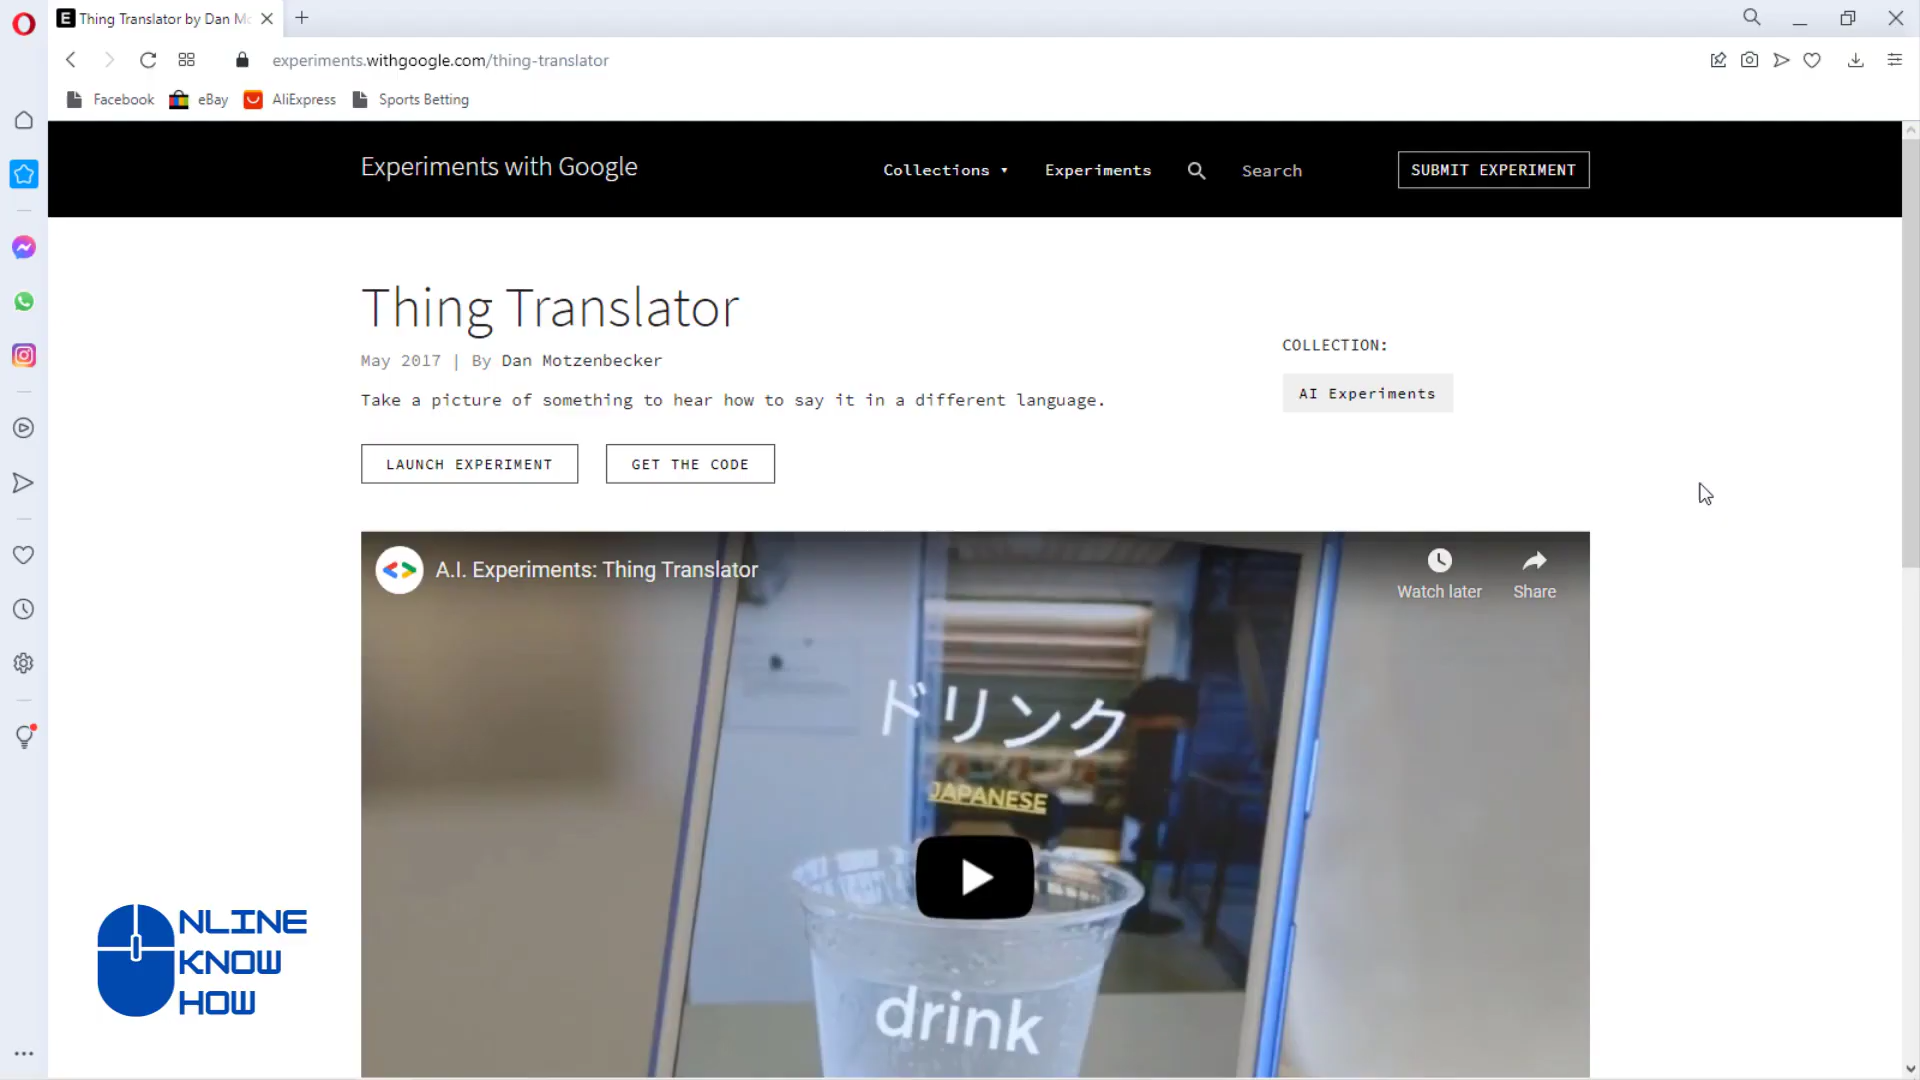 Thing Translator by Dan Mo
experiments.withgoogle.com/thing-translator
Facebook eBay AliExpress Sports Betting
Experiments with Google
Collections Experiments Search SUBMIT EXPERIMENT
Thing Translator
May 2017 | By Dan Motzenbecker
Take a picture of something to hear how to say it in a different language.
COLLECTION:
AI Experiments
LAUNCH EXPERIMENT GET THE CODE
A.I. Experiments: Thing Translator
Watch later Share
ドリンク
JAPANESE
drink
NLINE
KNOW
HOW